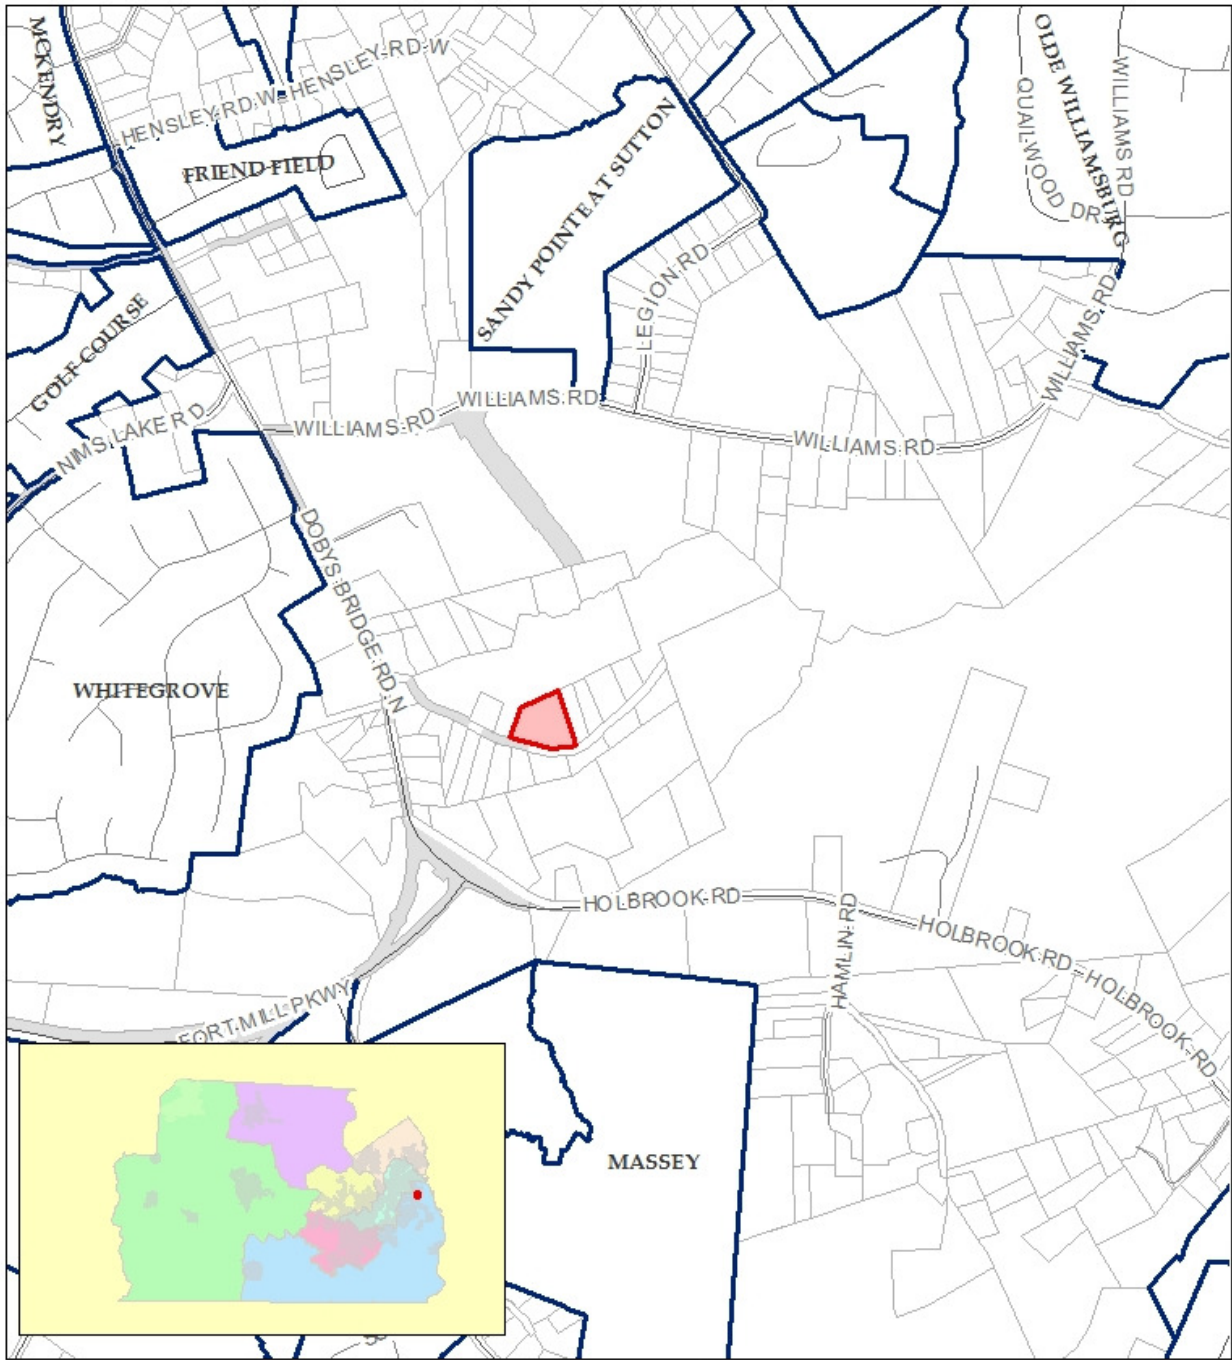 MCKENDRY
HENSLEY RD W
HENSLEY RD W
FRIEND FIELD
SANDY POINTE AT SUTTON
OLDE WILLIAMSBURG
WILLIAMS RD
QUAILWOOD DR
GOLF COURSE
LEGION RD
WILLIAMS RD
NIMS LAKE RD
WILLIAMS RD
WILLIAMS RD
WILLIAMS RD
DOBYS BRIDGE RD N
WHITEGROVE
HOLBROOK RD
HAMLIN RD
HOLBROOK RD
HOLBROOK RD
FORT MILL PKWY
MASSEY